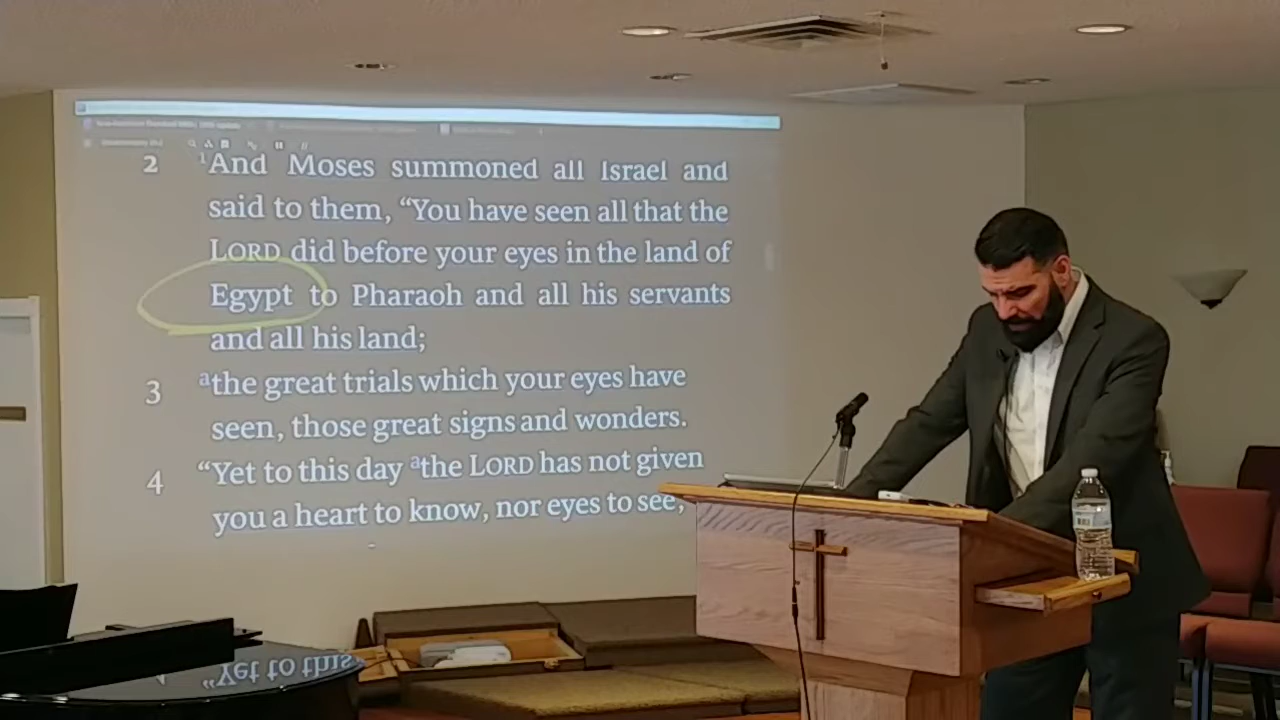 2 ¹And Moses summoned all Israel and
said to them, “You have seen all that the
LORD did before your eyes in the land of
Egypt to Pharaoh and all his servants
and all his land;
3 ᵃthe great trials which your eyes have
seen, those great signs and wonders.
4 “Yet to this day ᵃthe LORD has not given
you a heart to know, nor eyes to see,
“Yet to this